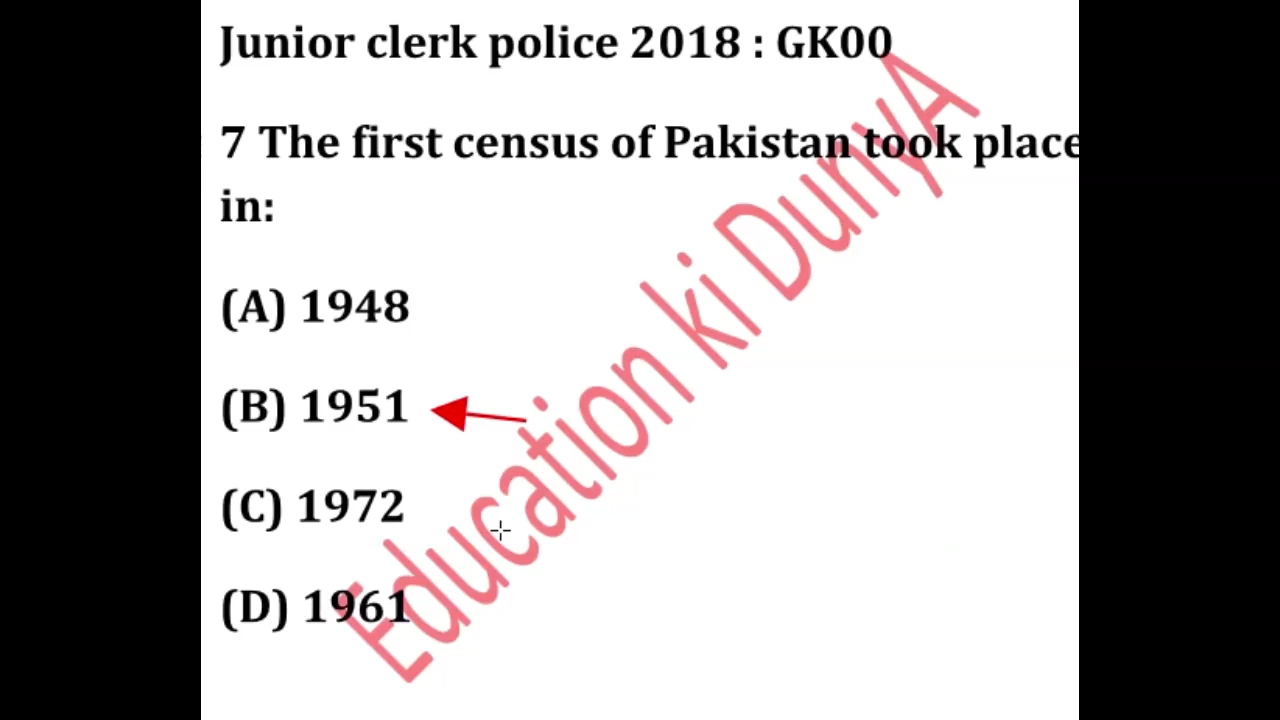 Junior clerk police 2018 : GK00
7 The first census of Pakistan took place
in:
(A) 1948
(B) 1951
(C) 1972
(D) 1961
Education ki DunyA